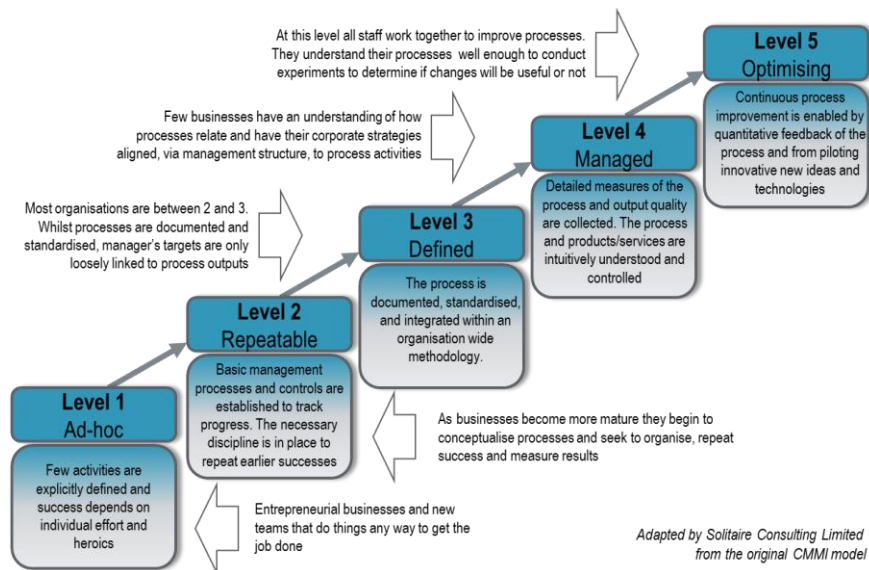 At this level all staff work together to improve processes.
They understand their processes well enough to conduct
experiments to determine if changes will be useful or not
Level 5
Optimising
Continuous process
improvement is enabled by
quantitative feedback of the
process and from piloting
innovative new ideas and
technologies
Few businesses have an understanding of how
processes relate and have their corporate strategies
aligned, via management structure, to process activities
Level 4
Managed
Detailed measures of the
process and output quality
are collected. The process
and products/services are
intuitively understood and
controlled
Most organisations are between 2 and 3.
Whilst processes are documented and
standardised, manager's targets are only
loosely linked to process outputs
Level 3
Defined
The process is
documented, standardised,
and integrated within an
organisation wide
methodology.
Level 2
Repeatable
Basic management
processes and controls are
established to track
progress. The necessary
discipline is in place to
repeat earlier successes
As businesses become more mature they begin to
conceptualise processes and seek to organise, repeat
success and measure results
Level 1
Ad-hoc
Few activities are
explicitly defined and
success depends on
individual effort and
heroics
Entrepreneurial businesses and new
teams that do things any way to get the
job done
Adapted by Solitaire Consulting Limited
from the original CMMI model